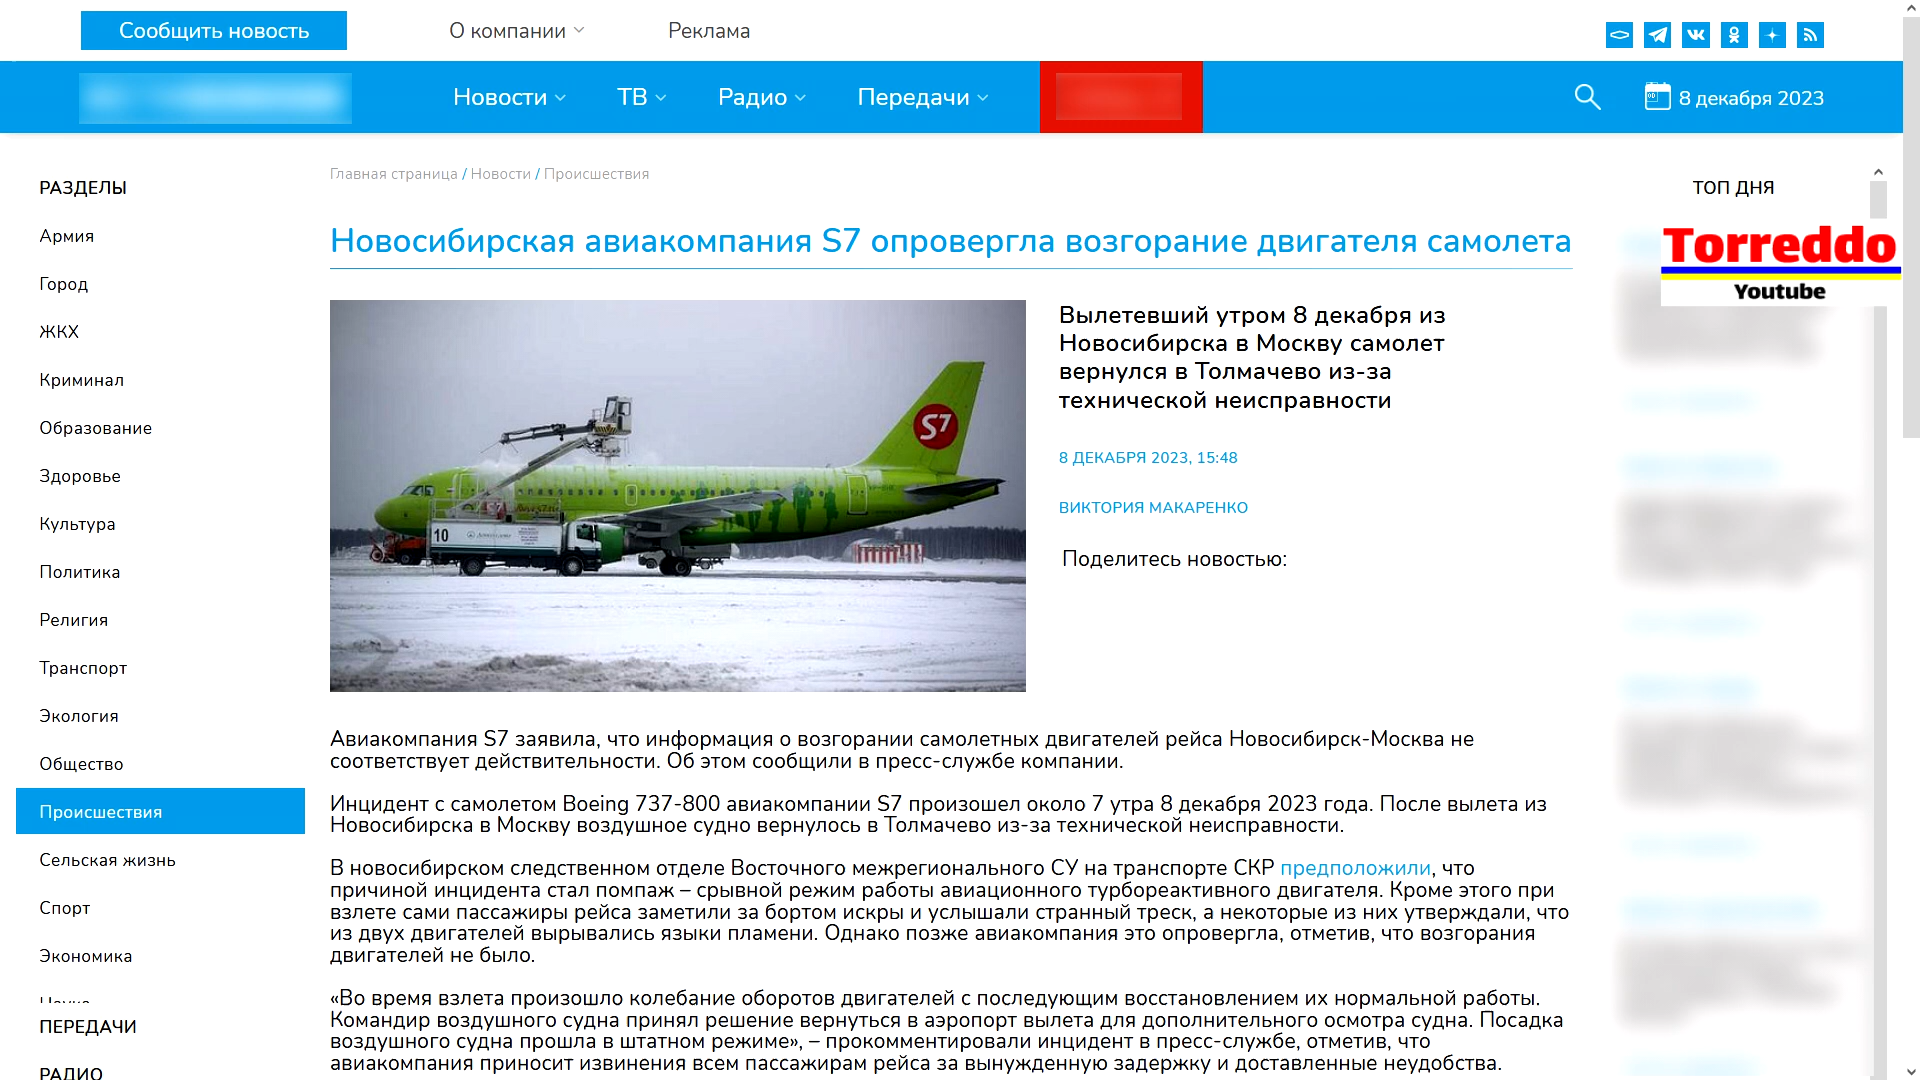 Сообщить новость
О компании
Реклама
Новости
ТВ
Радио
Передачи
8 декабря 2023
РАЗДЕЛЫ
Армия
Город
ЖКХ
Криминал
Образование
Здоровье
Культура
Политика
Религия
Транспорт
Экология
Общество
Происшествия
Сельская жизнь
Спорт
Экономика
ПЕРЕДАЧИ
РАДИО
Главная страница / Новости / Происшествия
Новосибирская авиакомпания S7 опровергла возгорание двигателя самолета
S7
10
Вылетевший утром 8 декабря из
Новосибирска в Москву самолет
вернулся в Толмачево из-за
технической неисправности
8 ДЕКАБРЯ 2023, 15:48
ВИКТОРИЯ МАКАРЕНКО
Поделитесь новостью:
Авиакомпания S7 заявила, что информация о возгорании самолетных двигателей рейса Новосибирск-Москва не
соответствует действительности. Об этом сообщили в пресс-службе компании.
Инцидент с самолетом Boeing 737-800 авиакомпании S7 произошел около 7 утра 8 декабря 2023 года. После вылета из
Новосибирска в Москву воздушное судно вернулось в Толмачево из-за технической неисправности.
В новосибирском следственном отделе Восточного межрегионального СУ на транспорте СКР предположили, что
причиной инцидента стал помпаж – срывной режим работы авиационного турбореактивного двигателя. Кроме этого при
взлете сами пассажиры рейса заметили за бортом искры и услышали странный треск, а некоторые из них утверждали, что
из двух двигателей вырывались языки пламени. Однако позже авиакомпания это опровергла, отметив, что возгорания
двигателей не было.
«Во время взлета произошло колебание оборотов двигателей с последующим восстановлением их нормальной работы.
Командир воздушного судна принял решение вернуться в аэропорт вылета для дополнительного осмотра судна. Посадка
воздушного судна прошла в штатном режиме», – прокомментировали инцидент в пресс-службе, отметив, что
авиакомпания приносит извинения всем пассажирам рейса за вынужденную задержку и доставленные неудобства.
ТОП ДНЯ
Torreddo
Youtube